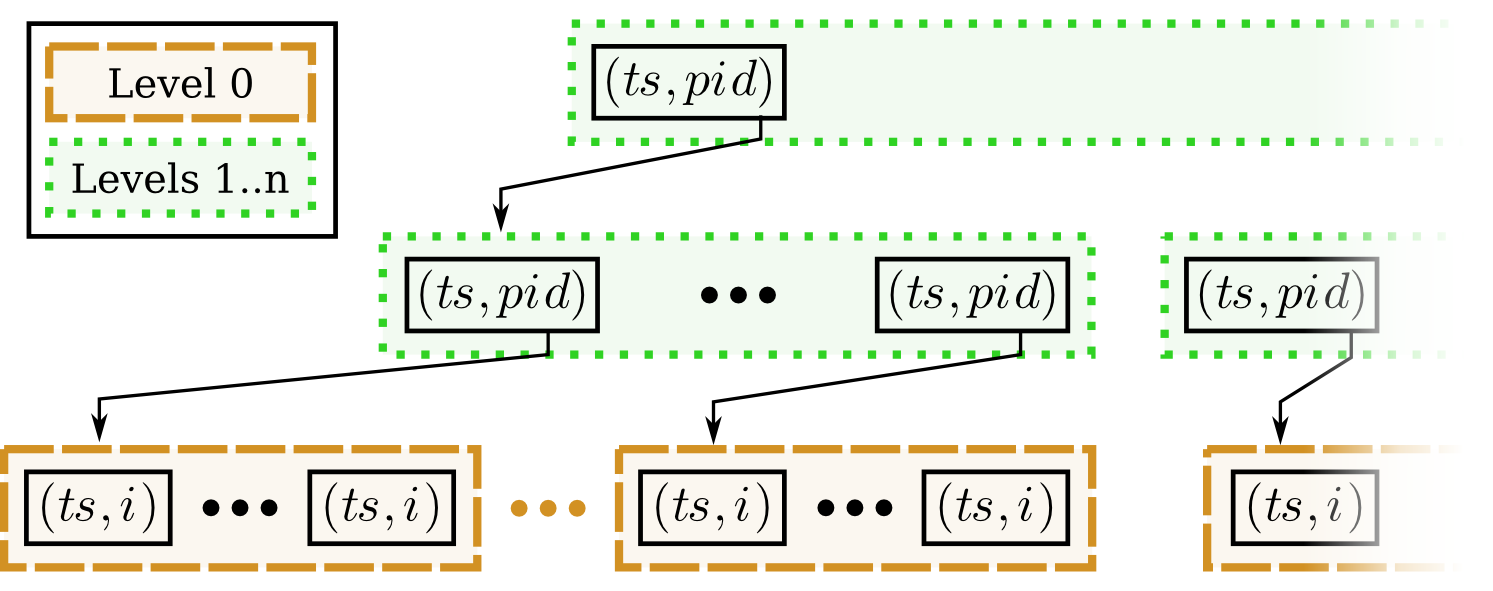 Level 0
Levels 1..n
(ts,pid)
(ts,pid) ••• (ts,pid) (ts,pid)
(ts,i) ••• (ts,i) ••• (ts,i) ••• (ts,i) (ts,i)